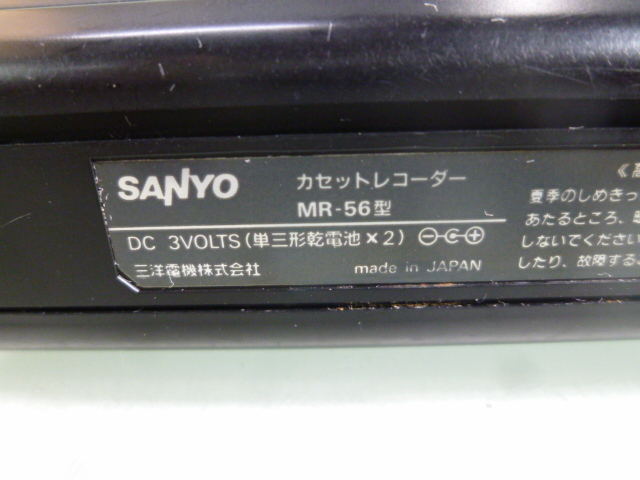 SANYO
カセットレコーダー
MR-56型
DC 3VOLTS (単三形乾電池×2)
三洋電機株式会社
made in JAPAN
夏季のしめきっ
あたるところ、
しないでくださ
したり、故障する